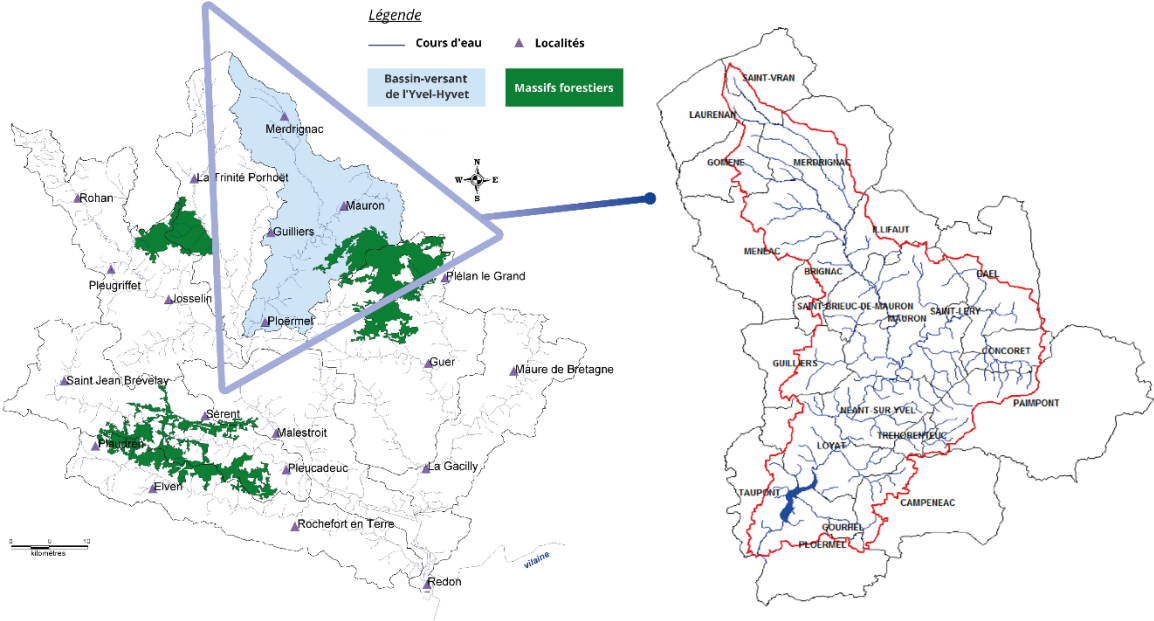 Légende
Cours d'eau
Localités
Bassin-versant
de l'Yvel-Hyvet
Massifs forestiers
Merdrignac
La Trinité Porhoët
Rohan
Mauron
Guilliers
Pleugriffet
Josselin
Plélan le Grand
Ploërmel
Guer
Maure de Bretagne
Saint Jean Brévelay
Sérent
Malestroit
Plaudren
Pleucadeuc
La Gacilly
Elven
Rochefort en Terre
Redon
vilaine
N
W
E
S
0 6 10
kilomètres
SAINT-VRAN
LAURENAN
GOMENE
MERDRIGNAC
ILLIFAUT
MENEAC
BRIGNAC
GAEL
SAINT-BRIEUC-DE-MAURON
MAURON
SAINT-LERY
CONCORET
GUILLIERS
PAIMPONT
NEANT-SUR-YVEL
TREHORENTEUC
LOYAT
TAUPONT
CAMPENEAC
GOURHEL
PLOERMEL